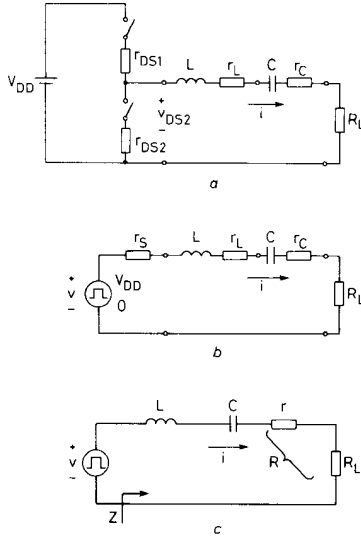 r_DS1
L
r_L
C
r_C
V_DD
+
v_DS2
−
i
R_L
r_DS2
a
r_S
L
r_L
C
r_C
+
v
−
V_DD
0
i
R_L
b
L
C
r
+
v
−
i
R
R_L
Z
c